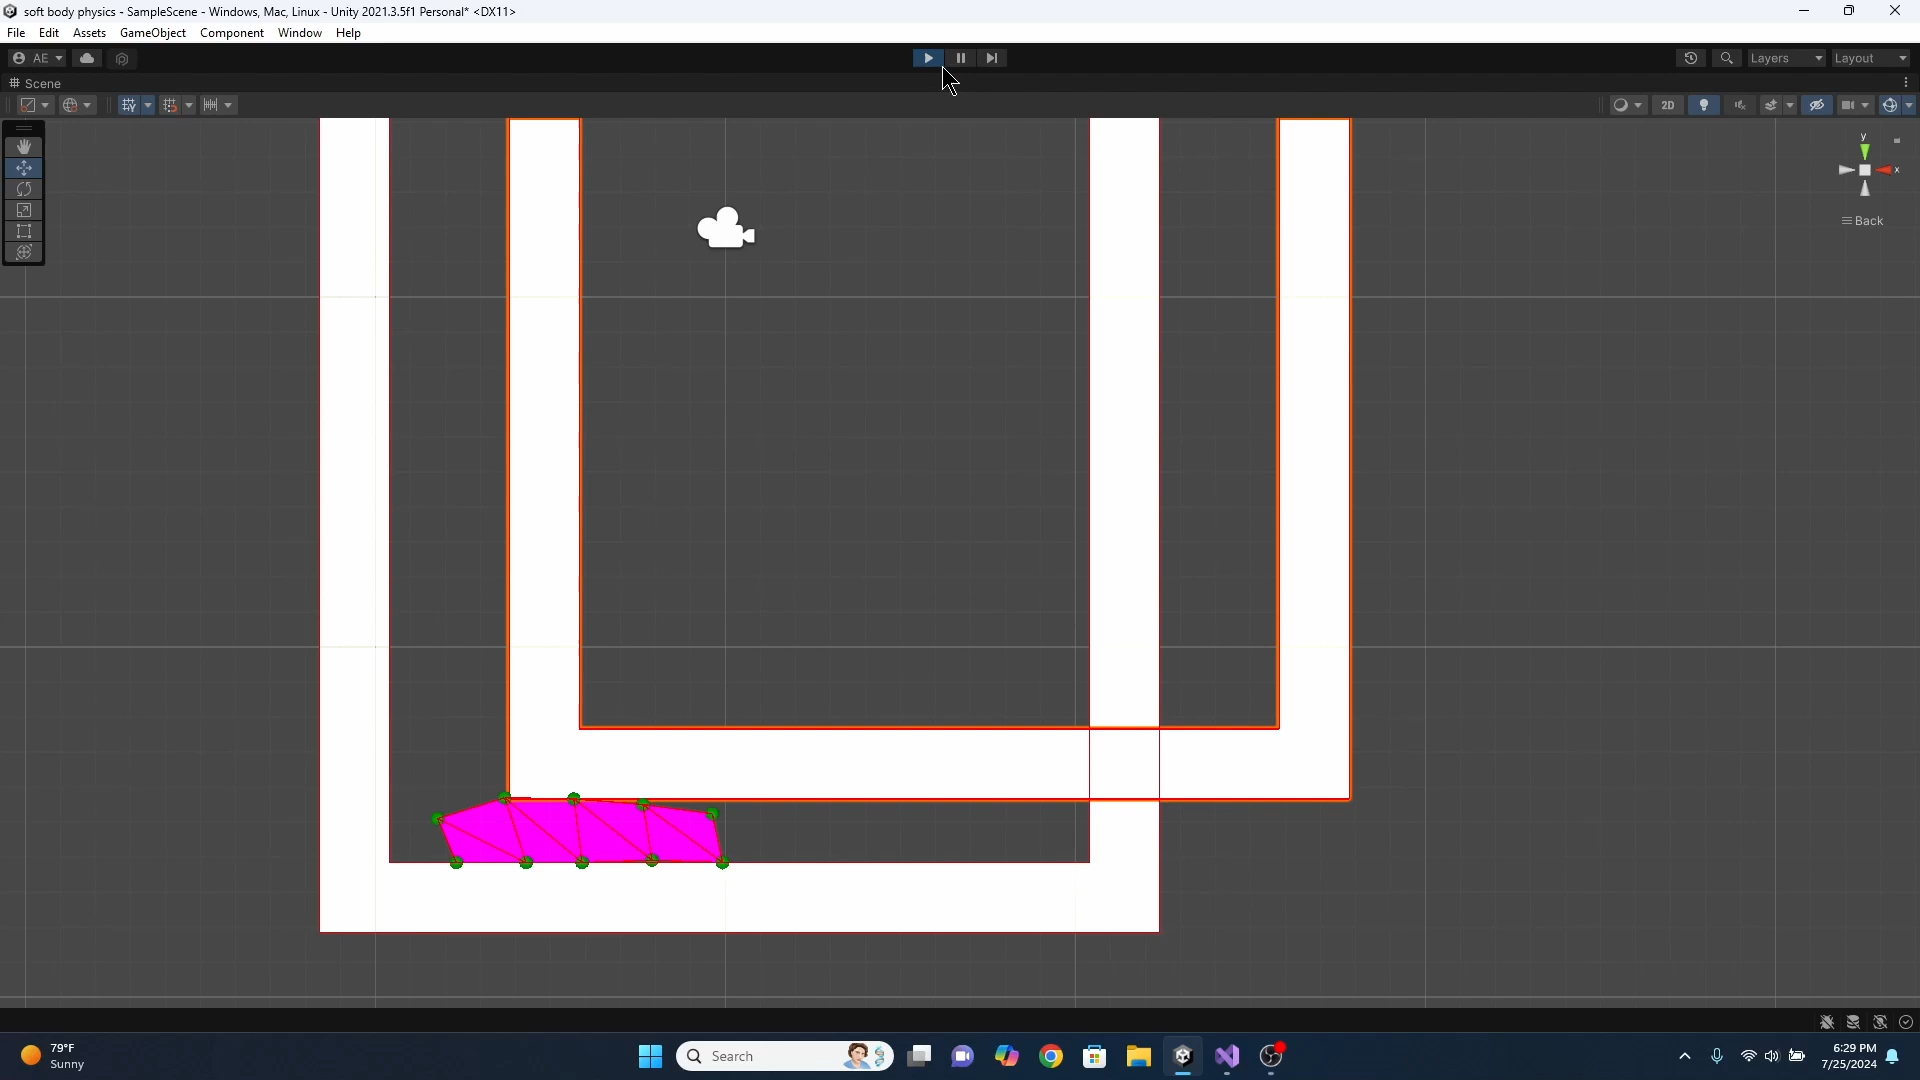 soft body physics - SampleScene - Windows, Mac, Linux - Unity 2021.3.5f1 Personal* <DX11>
File Edit Assets GameObject Component Window Help
AE Layers Layout
Scene
2D
y
x
Back
79°F
Sunny
Search
6:29 PM
7/25/2024